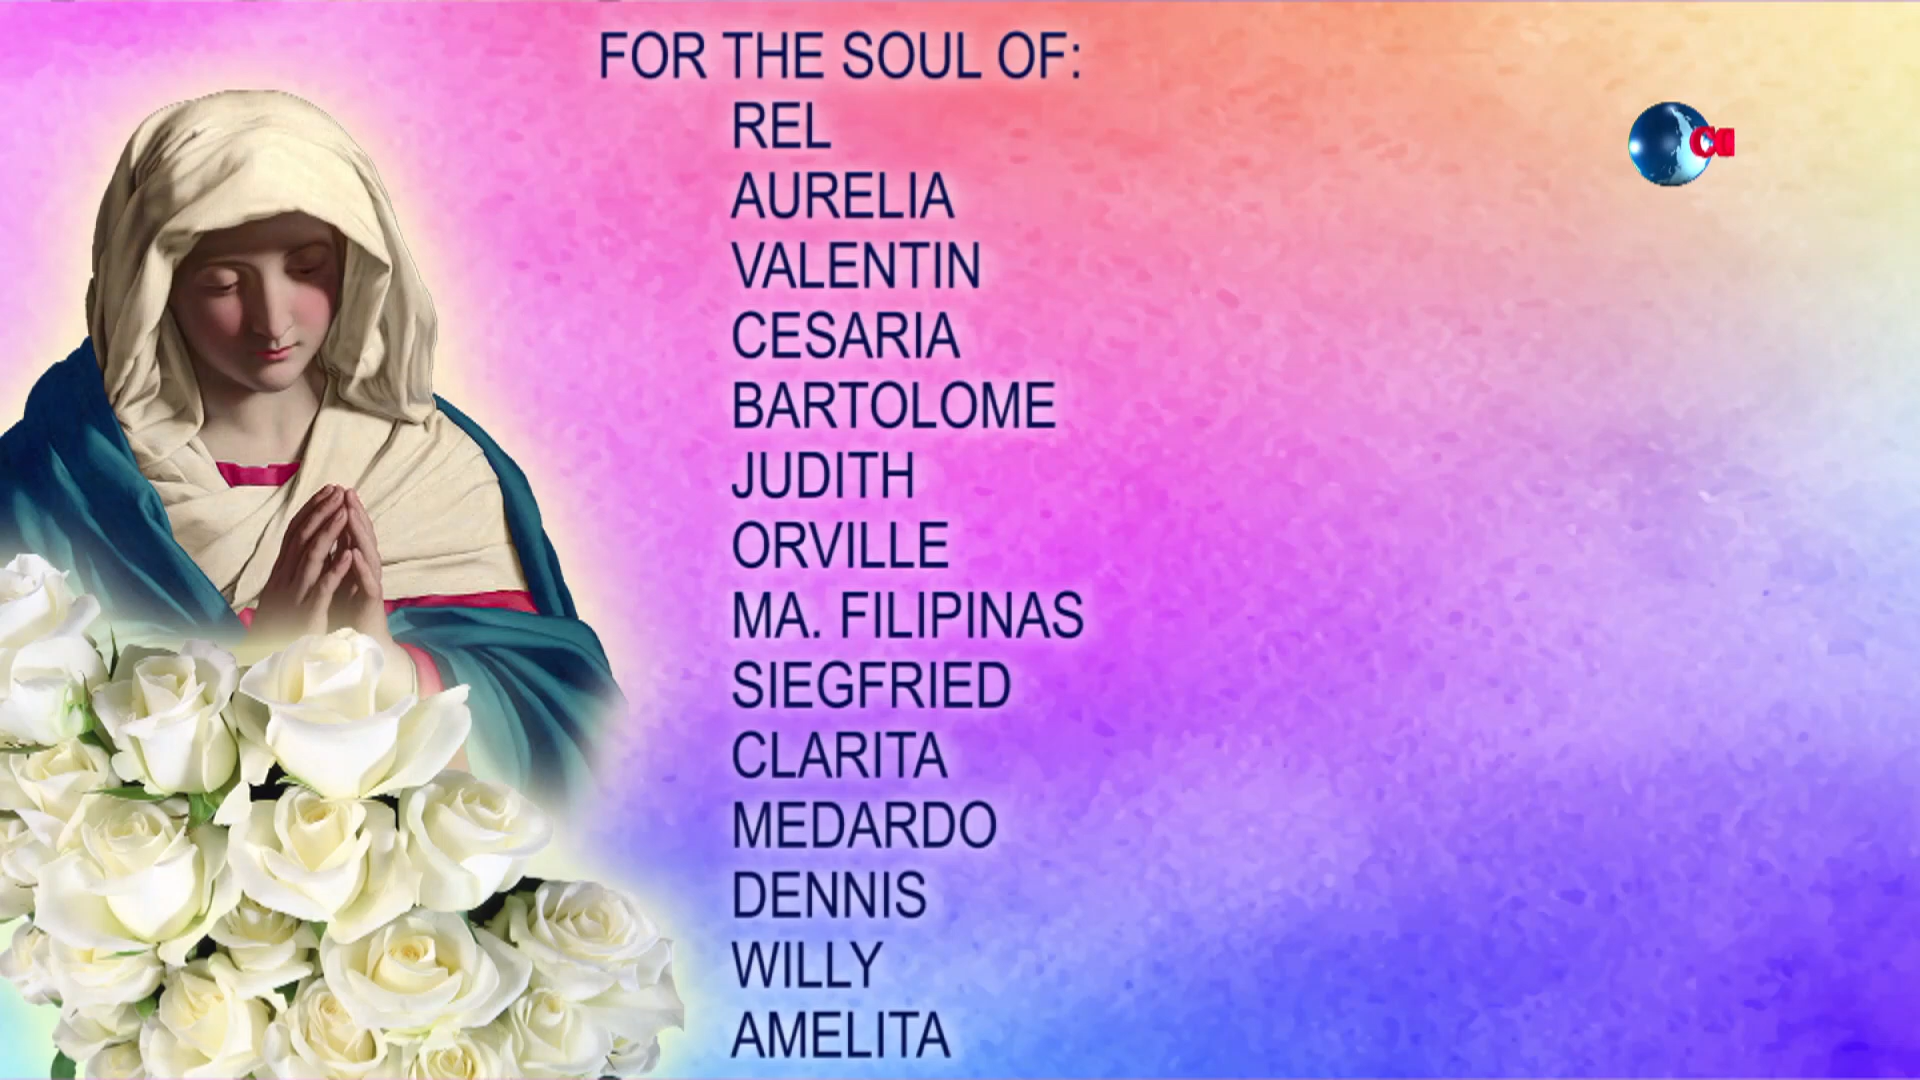 FOR THE SOUL OF:
REL
AURELIA
VALENTIN
CESARIA
BARTOLOME
JUDITH
ORVILLE
MA. FILIPINAS
SIEGFRIED
CLARITA
MEDARDO
DENNIS
WILLY
AMELITA